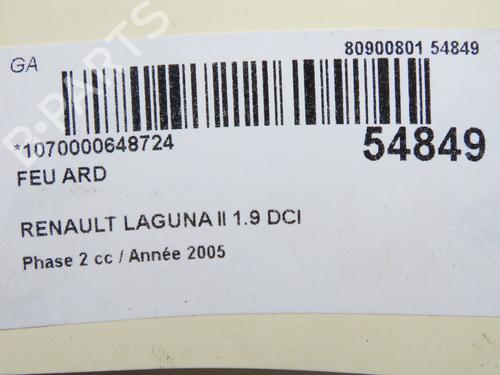 GA
80900801 54849
*1070000648724
54849
FEU ARD
RENAULT LAGUNA II 1.9 DCI
Phase 2 cc / Année 2005
B-PARTS